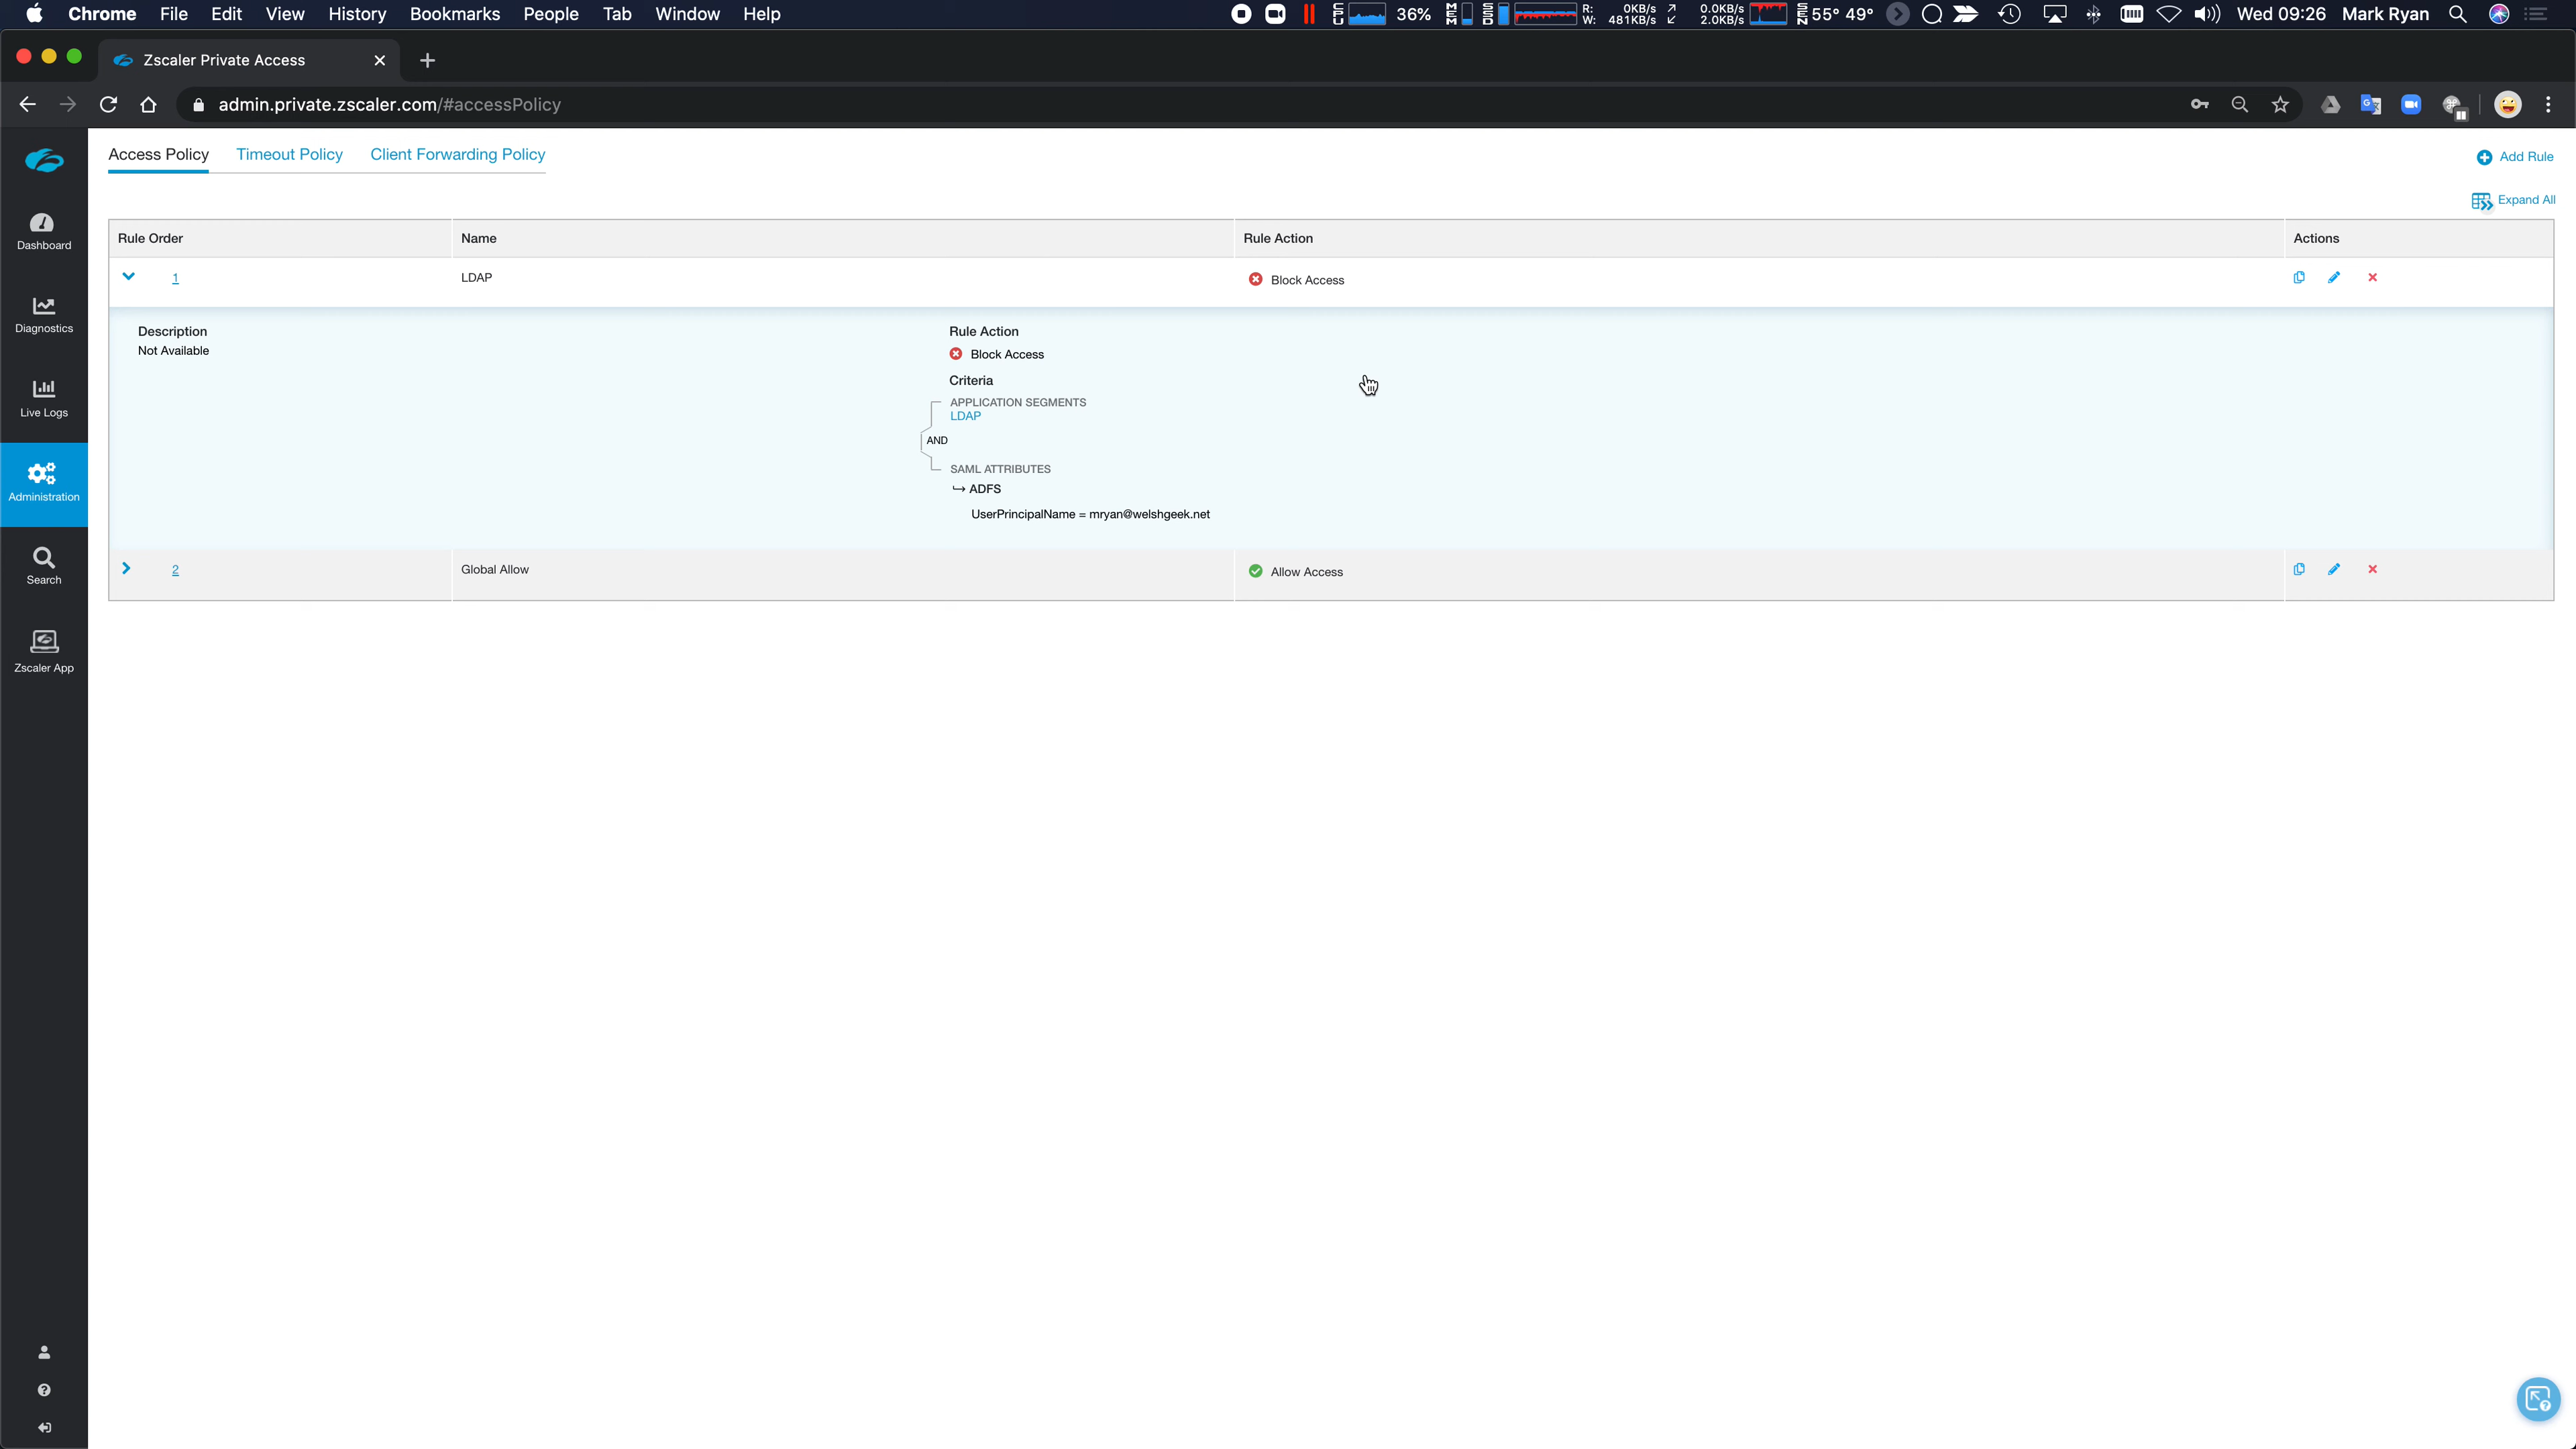 Chrome File Edit View History Bookmarks People Tab Window Help CPU 36% MEM SSD R: 0KB/s W: 481KB/s 0.0KB/s 2.0KB/s SEN 55° 49° Wed 09:26 Mark Ryan
Zscaler Private Access
admin.private.zscaler.com/#accessPolicy
Access Policy Timeout Policy Client Forwarding Policy
Add Rule
Expand All
Rule Order Name Rule Action Actions
1 LDAP Block Access
Description
Not Available
Rule Action
Block Access
Criteria
APPLICATION SEGMENTS
LDAP
AND
SAML ATTRIBUTES
ADFS
UserPrincipalName = mryan@welshgeek.net
2 Global Allow Allow Access
Dashboard
Diagnostics
Live Logs
Administration
Search
Zscaler App